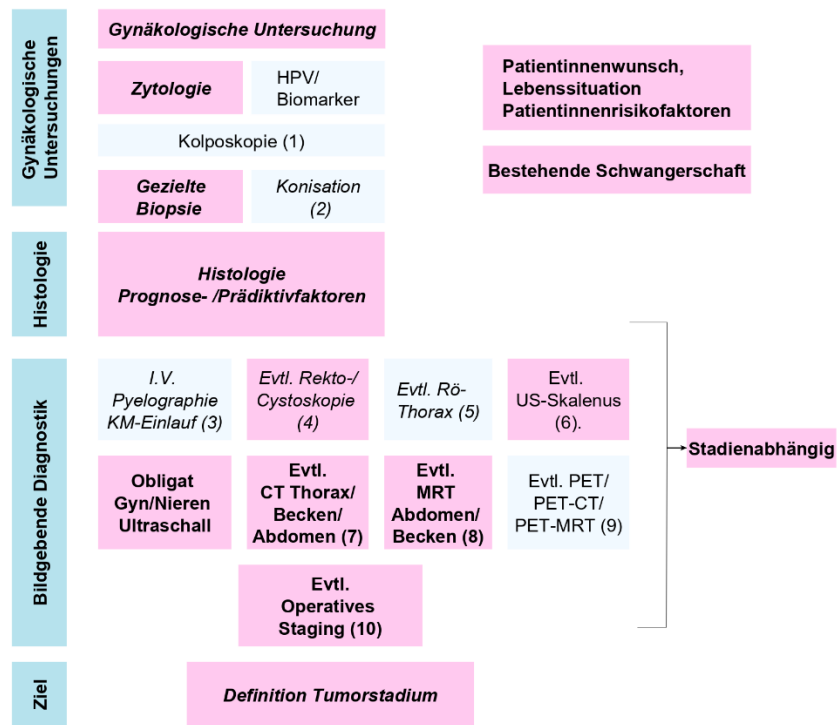 Gynäkologische
Untersuchungen
Gynäkologische Untersuchung
Zytologie
HPV/
Biomarker
Kolposkopie (1)
Gezielte
Biopsie
Konisation
(2)
Patientinnenwunsch,
Lebenssituation
Patientinnenrisikofaktoren
Bestehende Schwangerschaft
Histologie
Histologie
Prognose- /Prädiktivfaktoren
Bildgebende Diagnostik
I.V.
Pyelographie
KM-Einlauf (3)
Evtl. Rekto-/
Cystoskopie
(4)
Evtl. Rö-
Thorax (5)
Evtl.
US-Skalenus
(6).
Obligat
Gyn/Nieren
Ultraschall
Evtl.
CT Thorax/
Becken/
Abdomen (7)
Evtl.
MRT
Abdomen/
Becken (8)
Evtl. PET/
PET-CT/
PET-MRT (9)
Evtl.
Operatives
Staging (10)
Stadienabhängig
Ziel
Definition Tumorstadium